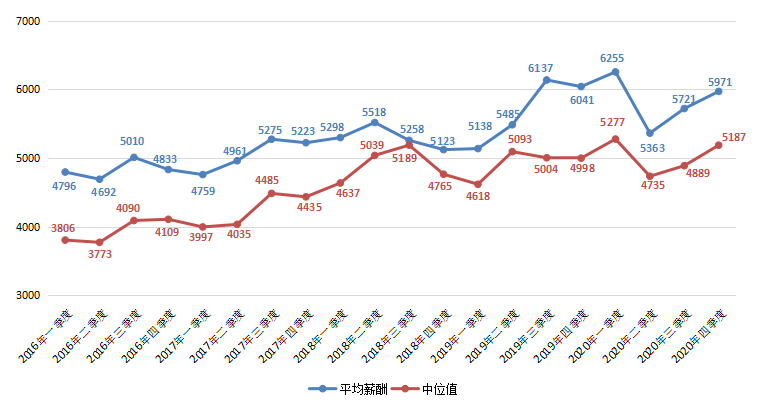 7000
6000
5000
4000
3000
4796
4692
5010
4833
4759
4961
5275
5223
5298
5518
5258
5123
5138
5485
6137
6041
6255
5363
5721
5971
3806
3773
4090
4109
3997
4035
4485
4435
4637
5039
5189
4765
4618
5093
5004
4998
5277
4735
4889
5187
2016年一季度
2016年二季度
2016年三季度
2016年四季度
2017年一季度
2017年二季度
2017年三季度
2017年四季度
2018年一季度
2018年二季度
2018年三季度
2018年四季度
2019年一季度
2019年二季度
2019年三季度
2019年四季度
2020年一季度
2020年二季度
2020年三季度
2020年四季度
平均薪酬 中位值